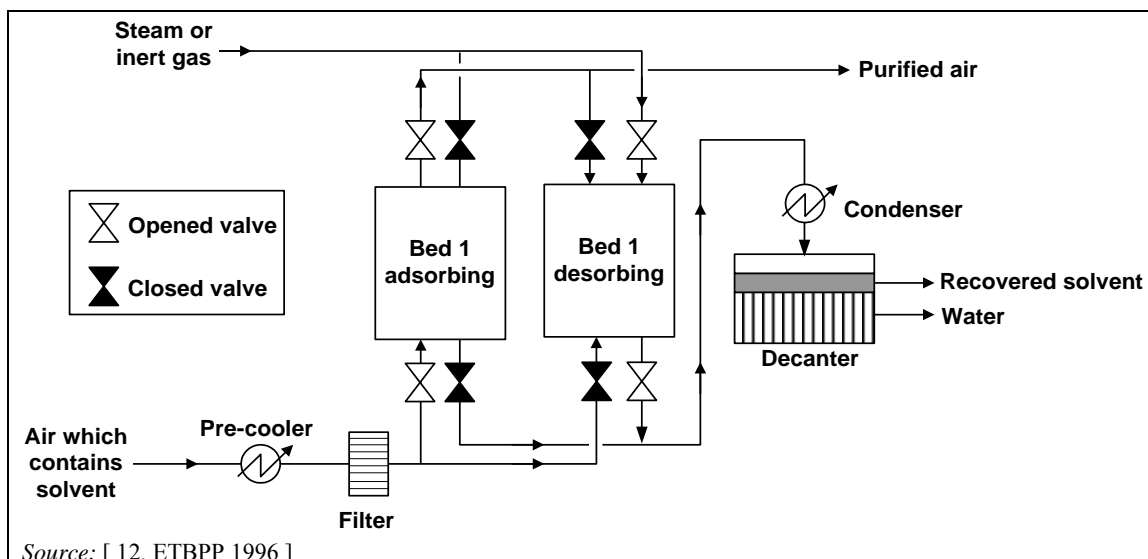 Steam or
inert gas
Purified air
Opened valve
Closed valve
Bed 1
adsorbing
Bed 1
desorbing
Condenser
Recovered solvent
Water
Decanter
Pre-cooler
Air which
contains
solvent
Filter
Source: [ 12, ETBPP 1996 ]